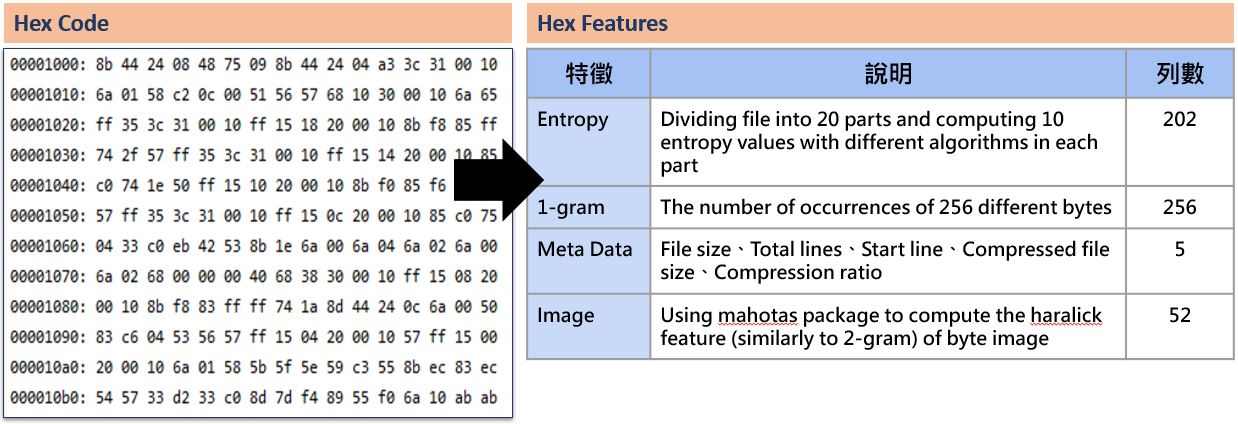 Hex Code
00001000: 8b 44 24 08 48 75 09 8b 44 24 04 a3 3c 31 00 10
00001010: 6a 01 58 c2 0c 00 51 56 57 68 10 30 00 10 6a 65
00001020: ff 35 3c 31 00 10 ff 15 18 20 00 10 8b f8 85 ff
00001030: 74 2f 57 ff 35 3c 31 00 10 ff 15 14 20 00 10 85
00001040: c0 74 1e 50 ff 15 10 20 00 10 8b f0 85 f6
00001050: 57 ff 35 3c 31 00 10 ff 15 0c 20 00 10 85 c0 75
00001060: 04 33 c0 eb 42 53 8b 1e 6a 00 6a 04 6a 02 6a 00
00001070: 6a 02 68 00 00 00 40 68 38 30 00 10 ff 15 08 20
00001080: 00 10 8b f8 83 ff ff 74 1a 8d 44 24 0c 6a 00 50
00001090: 83 c6 04 53 56 57 ff 15 04 20 00 10 57 ff 15 00
000010a0: 20 00 10 6a 01 58 5b 5f 5e 59 c3 55 8b ec 83 ec
000010b0: 54 57 33 d2 33 c0 8d 7d f4 89 55 f0 6a 10 ab ab
Hex Features
特徵 說明 列數
Entropy Dividing file into 20 parts and computing 10 202
entropy values with different algorithms in each
part
1-gram The number of occurrences of 256 different bytes 256
Meta Data File size、Total lines、Start line、Compressed file 5
size、Compression ratio
Image Using mahotas package to compute the haralick 52
feature (similarly to 2-gram) of byte image